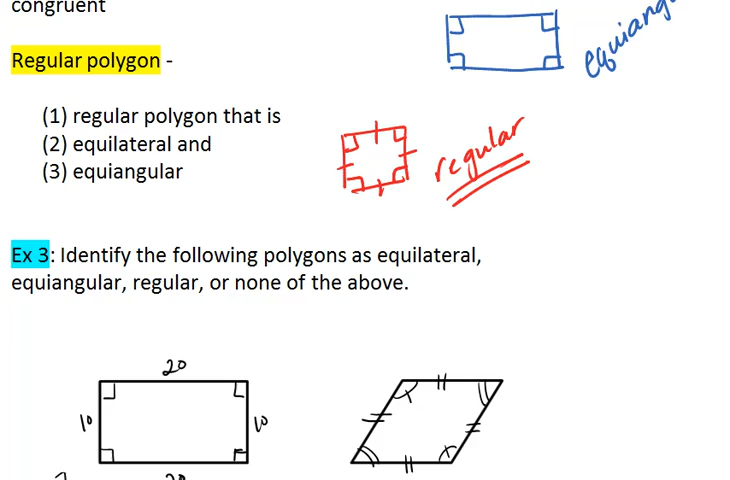 congruent
Regular polygon -
(1) regular polygon that is
(2) equilateral and
(3) equiangular
regular
Ex 3: Identify the following polygons as equilateral,
equiangular, regular, or none of the above.
20
10
10